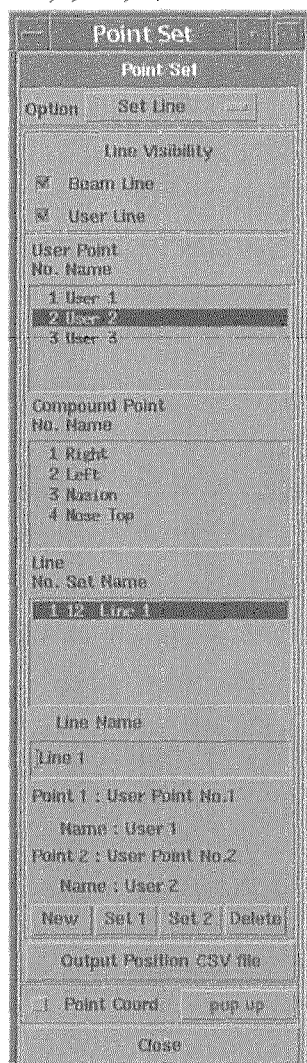 Point Set
Point Set
Option Set Line
Line Visibility
Beam Line
User Line
User Point
No. Name
1 User 1
2 User 2
3 User 3
Compound Point
No. Name
1 Right
2 Left
3 Nasion
4 Nose Top
Line
No. Set Name
1 12 Line 1
Line Name
Line 1
Point 1 : User Point No.1
Name : User 1
Point 2 : User Point No.2
Name : User 2
New Set 1 Set 2 Delete
Output Position CSV file
Point Coord pop up
Close